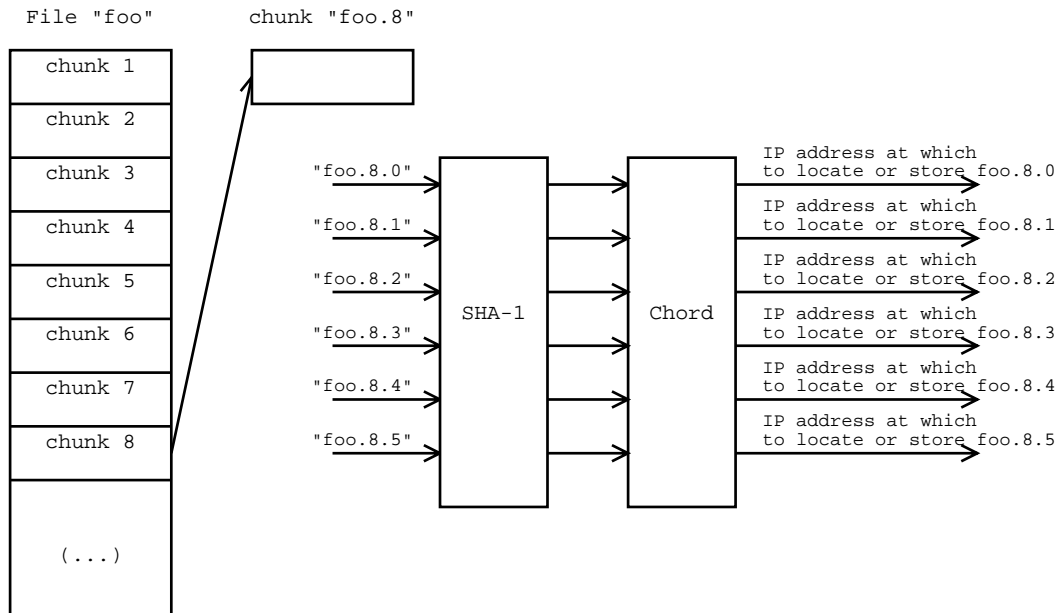 File "foo"
chunk "foo.8"
chunk 1
chunk 2
chunk 3
chunk 4
chunk 5
chunk 6
chunk 7
chunk 8
(...)
"foo.8.0"
"foo.8.1"
"foo.8.2"
"foo.8.3"
"foo.8.4"
"foo.8.5"
SHA-1
Chord
IP address at which
to locate or store foo.8.0
IP address at which
to locate or store foo.8.1
IP address at which
to locate or store foo.8.2
IP address at which
to locate or store foo.8.3
IP address at which
to locate or store foo.8.4
IP address at which
to locate or store foo.8.5